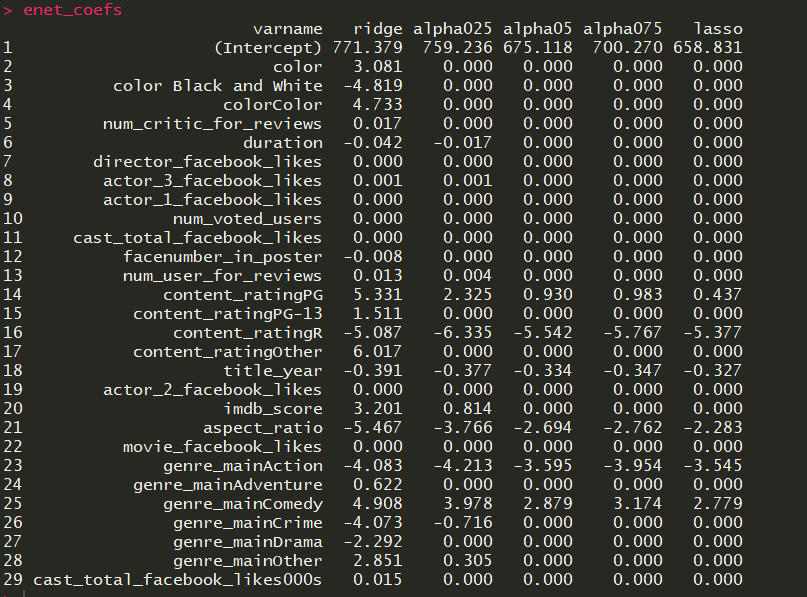 > enet_coefs
varname ridge alpha025 alpha05 alpha075 lasso
1 (Intercept) 771.379 759.236 675.118 700.270 658.831
2 color 3.081 0.000 0.000 0.000 0.000
3 color Black and White -4.819 0.000 0.000 0.000 0.000
4 colorColor 4.733 0.000 0.000 0.000 0.000
5 num_critic_for_reviews 0.017 0.000 0.000 0.000 0.000
6 duration -0.042 -0.017 0.000 0.000 0.000
7 director_facebook_likes 0.000 0.000 0.000 0.000 0.000
8 actor_3_facebook_likes 0.001 0.001 0.000 0.000 0.000
9 actor_1_facebook_likes 0.000 0.000 0.000 0.000 0.000
10 num_voted_users 0.000 0.000 0.000 0.000 0.000
11 cast_total_facebook_likes 0.000 0.000 0.000 0.000 0.000
12 facenumber_in_poster -0.008 0.000 0.000 0.000 0.000
13 num_user_for_reviews 0.013 0.004 0.000 0.000 0.000
14 content_ratingPG 5.331 2.325 0.930 0.983 0.437
15 content_ratingPG-13 1.511 0.000 0.000 0.000 0.000
16 content_ratingR -5.087 -6.335 -5.542 -5.767 -5.377
17 content_ratingOther 6.017 0.000 0.000 0.000 0.000
18 title_year -0.391 -0.377 -0.334 -0.347 -0.327
19 actor_2_facebook_likes 0.000 0.000 0.000 0.000 0.000
20 imdb_score 3.201 0.814 0.000 0.000 0.000
21 aspect_ratio -5.467 -3.766 -2.694 -2.762 -2.283
22 movie_facebook_likes 0.000 0.000 0.000 0.000 0.000
23 genre_mainAction -4.083 -4.213 -3.595 -3.954 -3.545
24 genre_mainAdventure 0.622 0.000 0.000 0.000 0.000
25 genre_mainComedy 4.908 3.978 2.879 3.174 2.779
26 genre_mainCrime -4.073 -0.716 0.000 0.000 0.000
27 genre_mainDrama -2.292 0.000 0.000 0.000 0.000
28 genre_mainOther 2.851 0.305 0.000 0.000 0.000
29 cast_total_facebook_likes000s 0.015 0.000 0.000 0.000 0.000